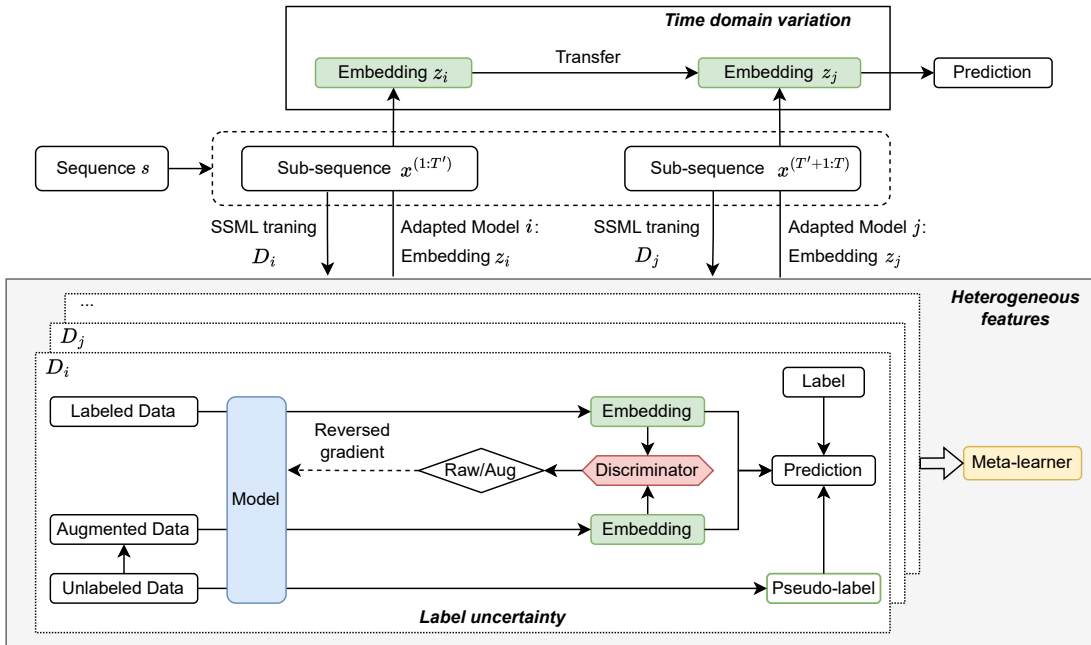 Time domain variation
Embedding $z_i$
Transfer
Embedding $z_j$
Prediction
Sequence $s$
Sub-sequence $x^{(1:T')}$
Sub-sequence $x^{(T'+1:T)}$
SSML traning
$D_i$
Adapted Model $i$:
Embedding $z_i$
SSML traning
$D_j$
Adapted Model $j$:
Embedding $z_j$
Heterogeneous
features
...
$D_j$
$D_i$
Label
Labeled Data
Embedding
Reversed
gradient
Raw/Aug
Discriminator
Prediction
Meta-learner
Model
Augmented Data
Embedding
Unlabeled Data
Pseudo-label
Label uncertainty